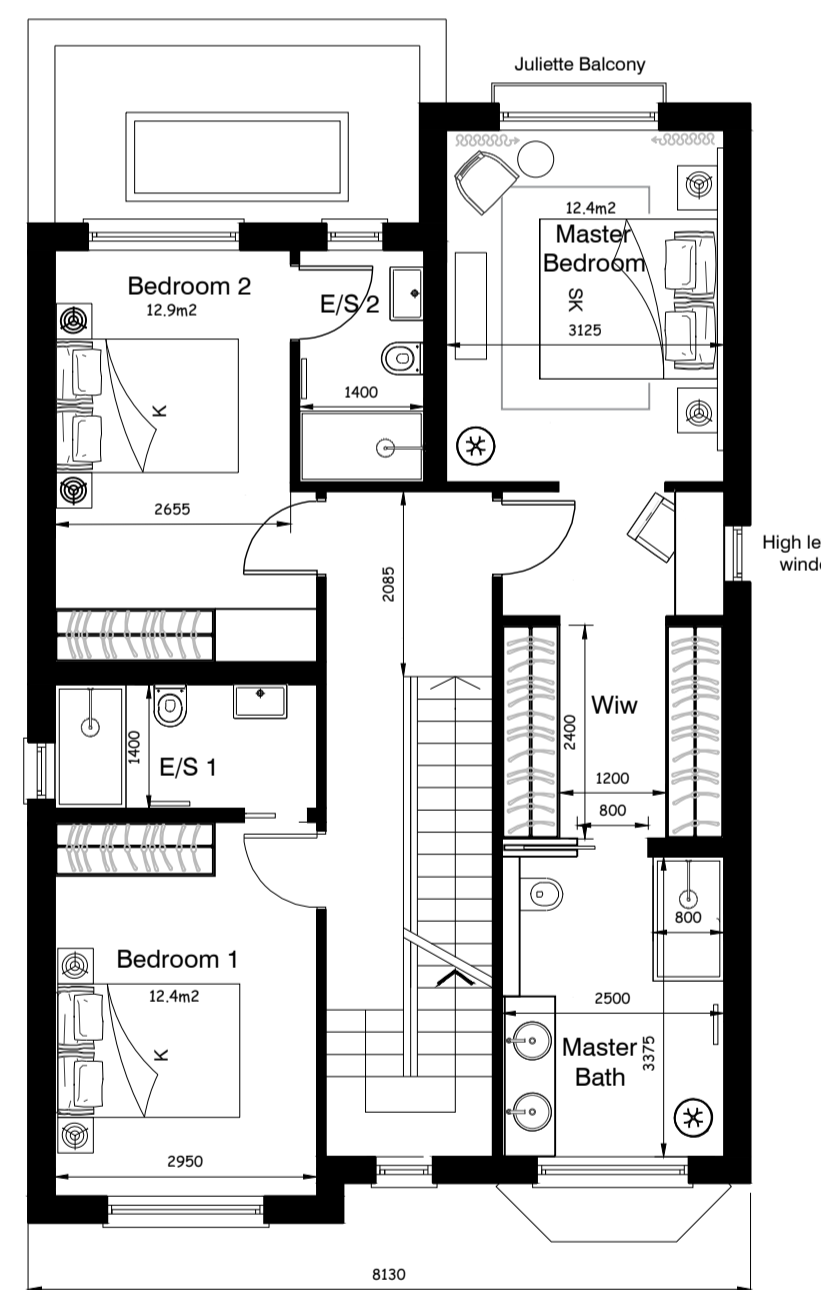 Juliette Balcony
12.4m2
Master
Bedroom
SK
3125
Bedroom 2
12.9m2
E/S 2
K
1400
2655
2085
High le
windo
Wiw
2400
1200
800
1400
E/S 1
800
Bedroom 1
12.4m2
K
2500
Master
Bath
3375
2950
8130